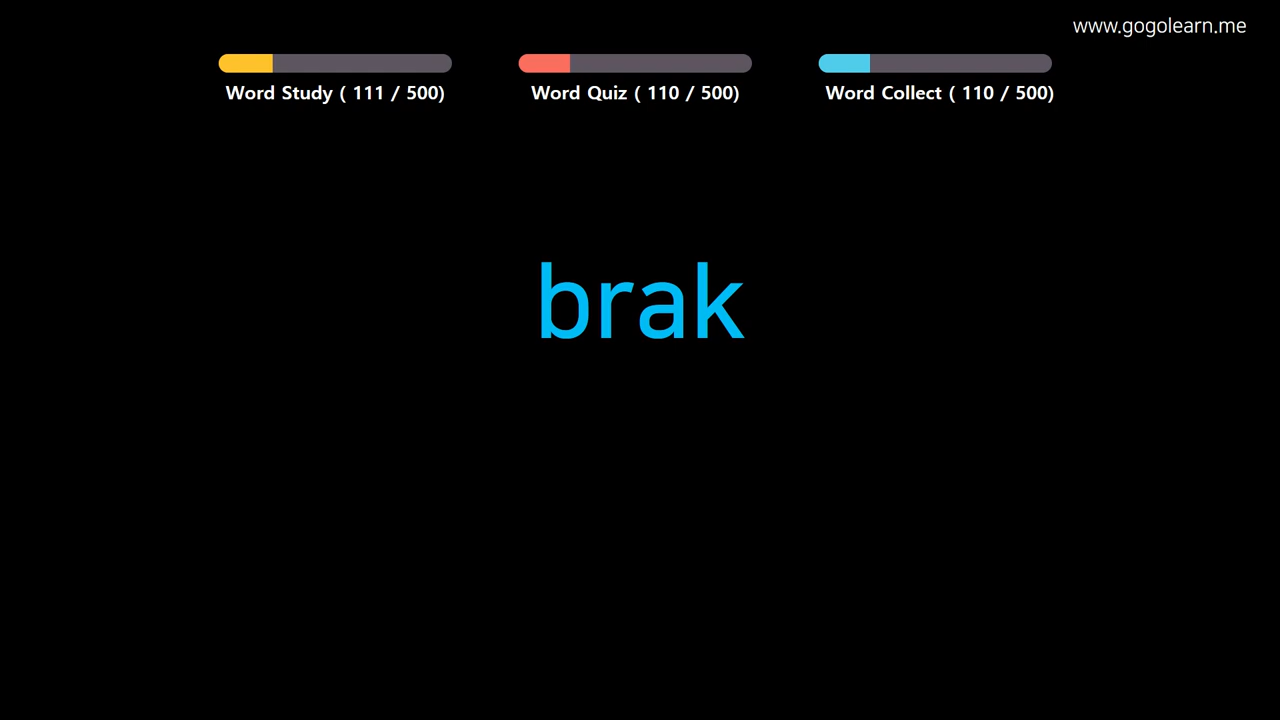 www.gogolearn.me
Word Study ( 111 / 500)
Word Quiz ( 110 / 500)
Word Collect ( 110 / 500)
brak